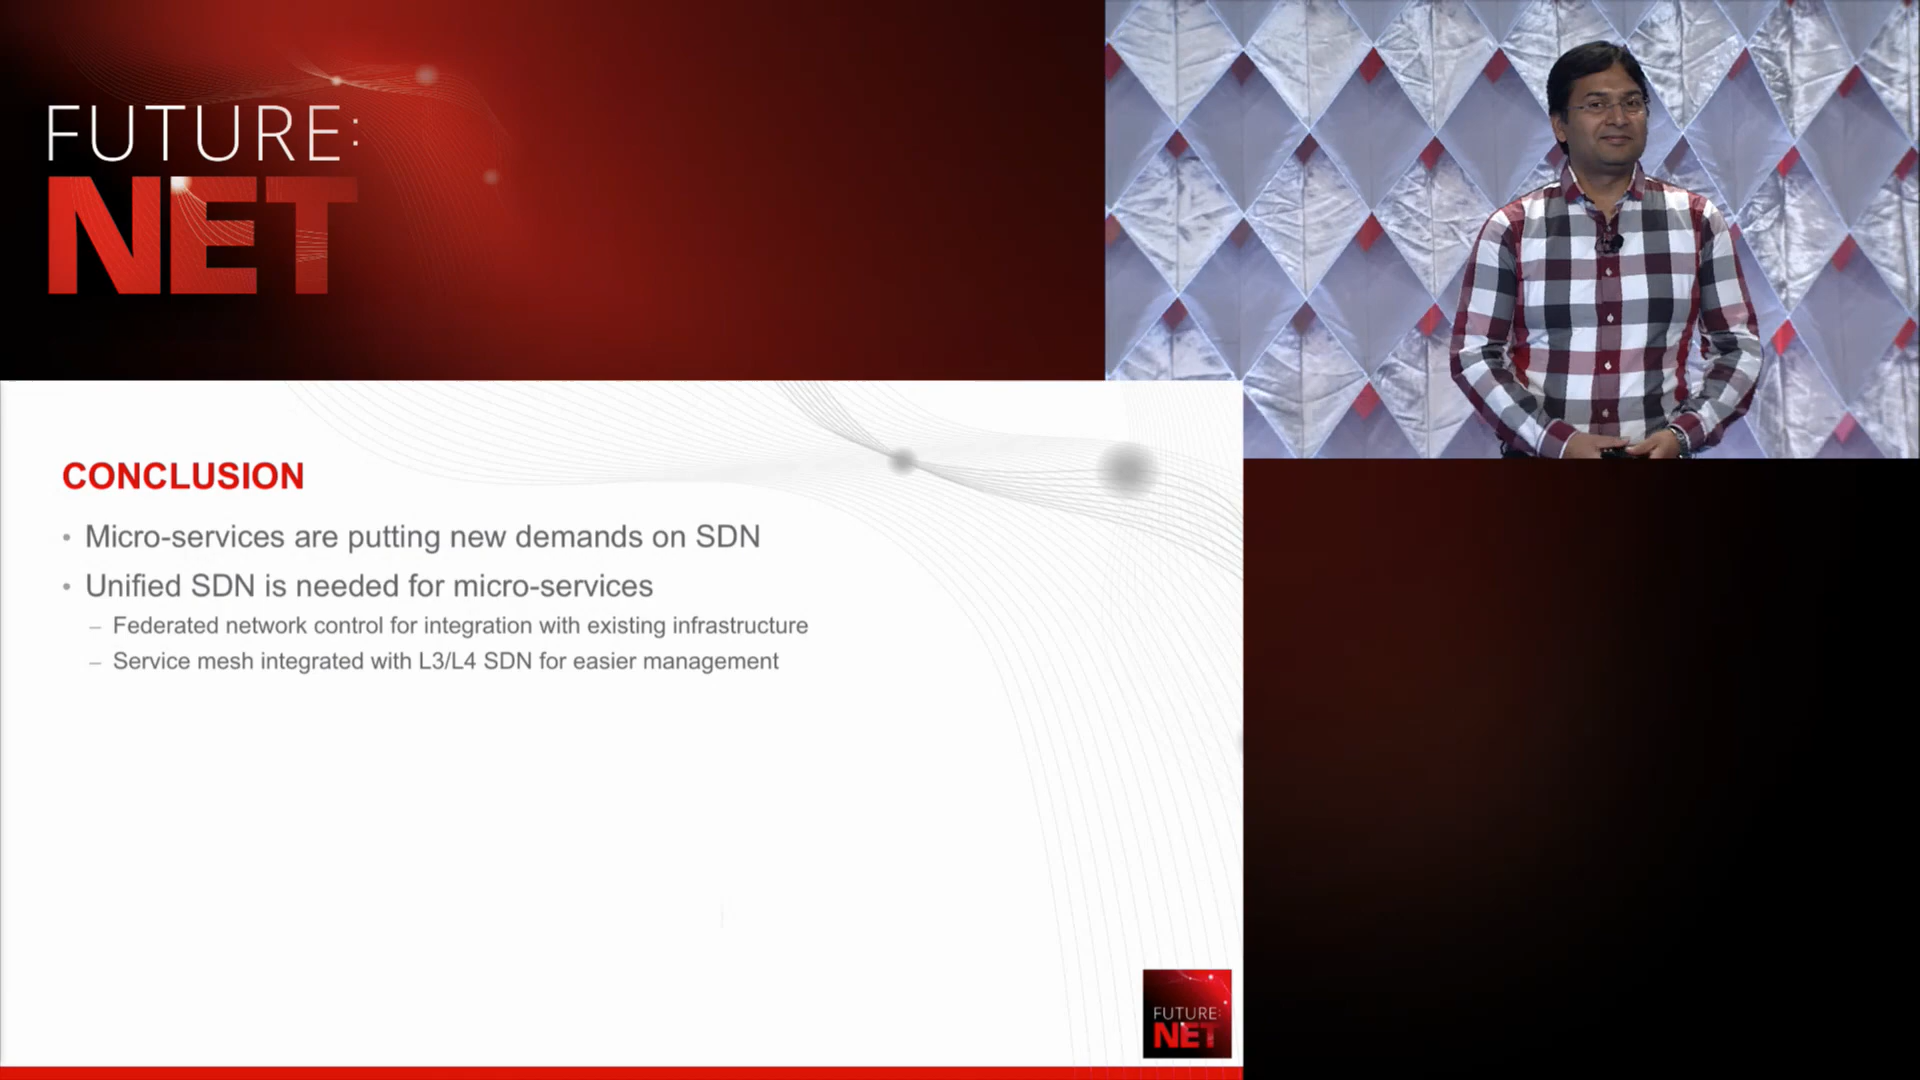 FUTURE:
NET
CONCLUSION
• Micro-services are putting new demands on SDN
• Unified SDN is needed for micro-services
– Federated network control for integration with existing infrastructure
– Service mesh integrated with L3/L4 SDN for easier management
FUTURE:
NET